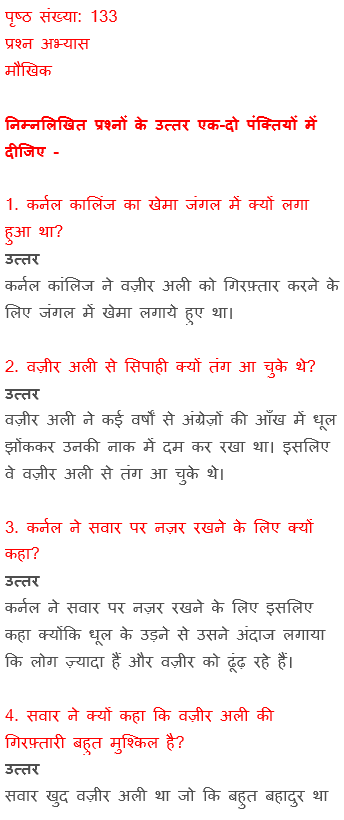 पृष्ठ संख्या: 133
प्रश्न अभ्यास
मौखिक
निम्नलिखित प्रश्नों के उत्तर एक-दो पंक्तियों में
दीजिए -
1. कर्नल कालिंज का खेमा जंगल में क्यों लगा
हुआ था?
उत्तर
कर्नल कांलिज ने वज़ीर अली को गिरफ़्तार करने के
लिए जंगल में खेमा लगाये हुए था।
2. वज़ीर अली से सिपाही क्यों तंग आ चुके थे?
उत्तर
वज़ीर अली ने कई वर्षों से अंग्रेज़ों की आँख में धूल
झोंककर उनकी नाक में दम कर रखा था। इसलिए
वे वज़ीर अली से तंग आ चुके थे।
3. कर्नल ने सवार पर नज़र रखने के लिए क्यों
कहा?
उत्तर
कर्नल ने सवार पर नज़र रखने के लिए इसलिए
कहा क्योंकि धूल के उड़ने से उसने अंदाज लगाया
कि लोग ज़्यादा हैं और वज़ीर को ढूंढ़ रहे हैं।
4. सवार ने क्यों कहा कि वज़ीर अली की
गिरफ़्तारी बहुत मुश्किल है?
उत्तर
सवार खुद वज़ीर अली था जो कि बहुत बहादुर था